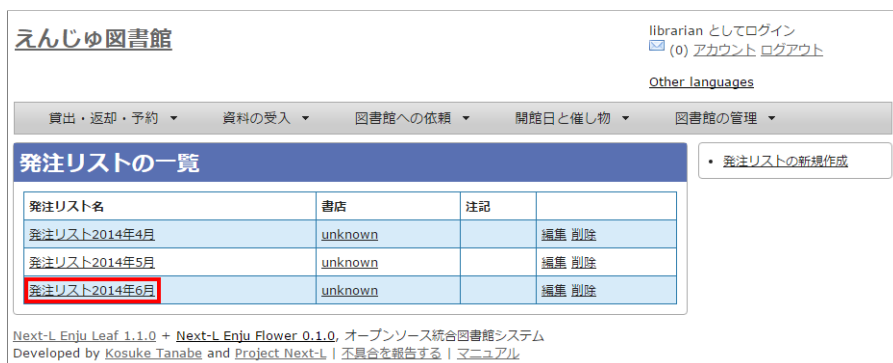 えんじゅ図書館
librarian としてログイン
(0) アカウント ログアウト
Other languages
貸出・返却・予約 ▼ 資料の受入 ▼ 図書館への依頼 ▼ 開館日と催し物 ▼ 図書館の管理 ▼
発注リストの一覧
• 発注リストの新規作成
発注リスト名 書店 注記
発注リスト2014年4月 unknown 編集 削除
発注リスト2014年5月 unknown 編集 削除
発注リスト2014年6月 unknown 編集 削除
Next-L Enju Leaf 1.1.0 + Next-L Enju Flower 0.1.0, オープンソース統合図書館システム
Developed by Kosuke Tanabe and Project Next-L | 不具合を報告する | マニュアル